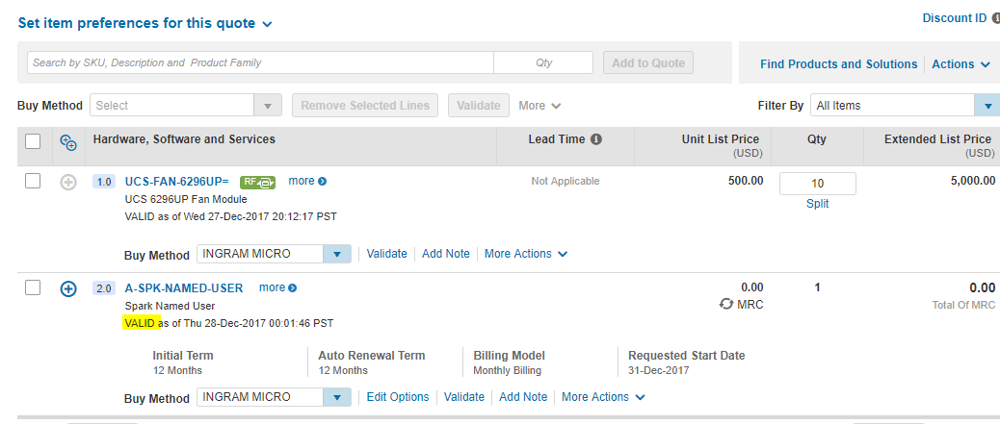 Set item preferences for this quote
Discount ID
Search by SKU, Description and Product Family Qty Add to Quote
Find Products and Solutions Actions
Buy Method Select Remove Selected Lines Validate More Filter By All Items
Hardware, Software and Services Lead Time Unit List Price Qty Extended List Price
(USD) (USD)
1.0 UCS-FAN-6296UP= RF more Not Applicable 500.00 10 5,000.00
UCS 6296UP Fan Module Split
VALID as of Wed 27-Dec-2017 20:12:17 PST
Buy Method INGRAM MICRO Validate Add Note More Actions
2.0 A-SPK-NAMED-USER more 0.00 1 0.00
Spark Named User MRC Total Of MRC
VALID as of Thu 28-Dec-2017 00:01:46 PST
Initial Term Auto Renewal Term Billing Model Requested Start Date
12 Months 12 Months Monthly Billing 31-Dec-2017
Buy Method INGRAM MICRO Edit Options Validate Add Note More Actions